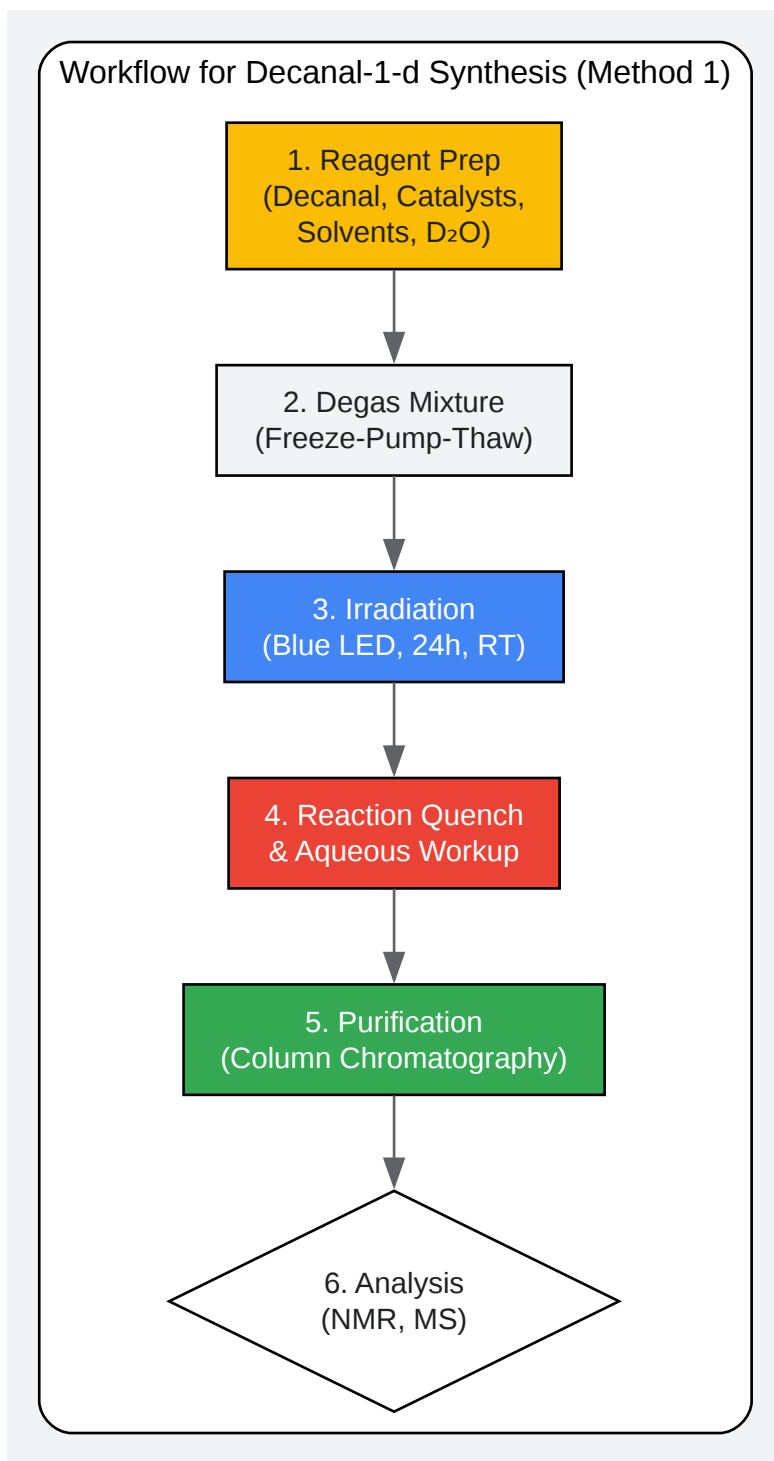 Workflow for Decanal-1-d Synthesis (Method 1)
1. Reagent Prep
(Decanal, Catalysts,
Solvents, D₂O)
2. Degas Mixture
(Freeze-Pump-Thaw)
3. Irradiation
(Blue LED, 24h, RT)
4. Reaction Quench
& Aqueous Workup
5. Purification
(Column Chromatography)
6. Analysis
(NMR, MS)